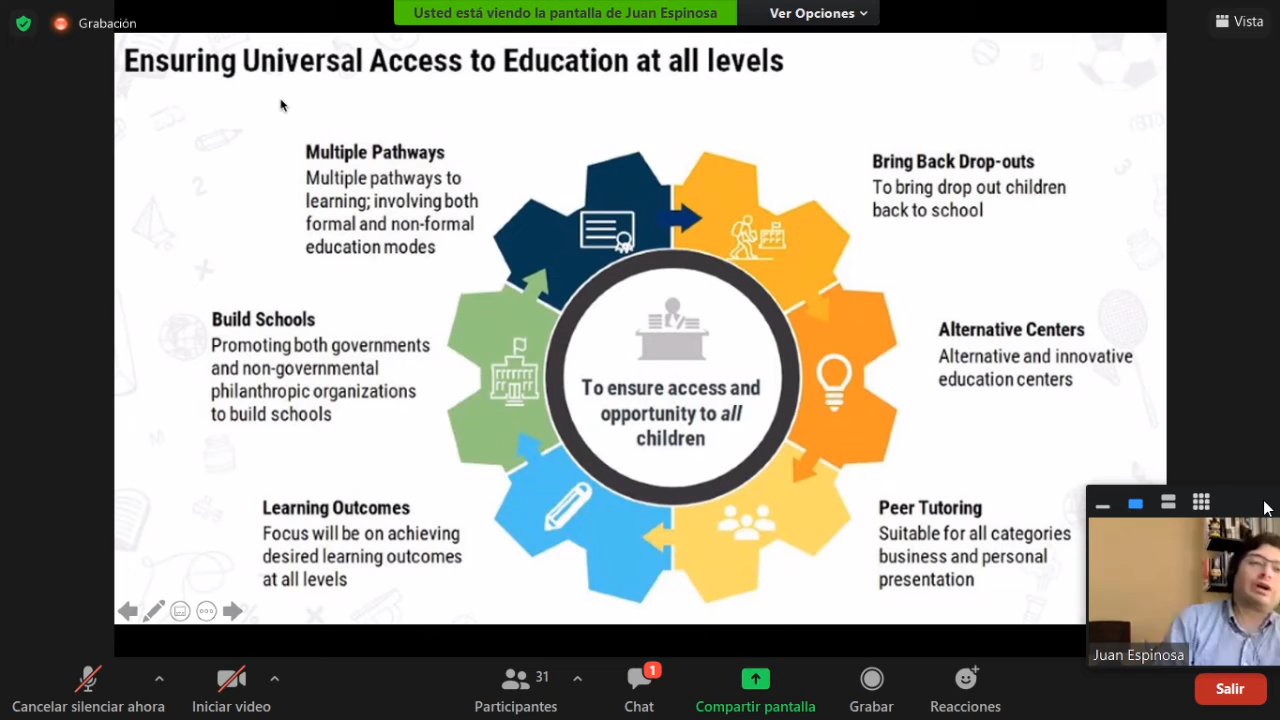 Grabación
Usted está viendo la pantalla de Juan Espinosa
Ver Opciones
Vista
Ensuring Universal Access to Education at all levels
Multiple Pathways
Multiple pathways to
learning; involving both
formal and non-formal
education modes
Bring Back Drop-outs
To bring drop out children
back to school
Build Schools
Promoting both governments
and non-governmental
philanthropic organizations
to build schools
Alternative Centers
Alternative and innovative
education centers
To ensure access and
opportunity to all
children
Learning Outcomes
Focus will be on achieving
desired learning outcomes
at all levels
Peer Tutoring
Suitable for all categories
business and personal
presentation
Juan Espinosa
Cancelar silenciar ahora
Iniciar video
31
Participantes
1
Chat
Compartir pantalla
Grabar
Reacciones
Salir